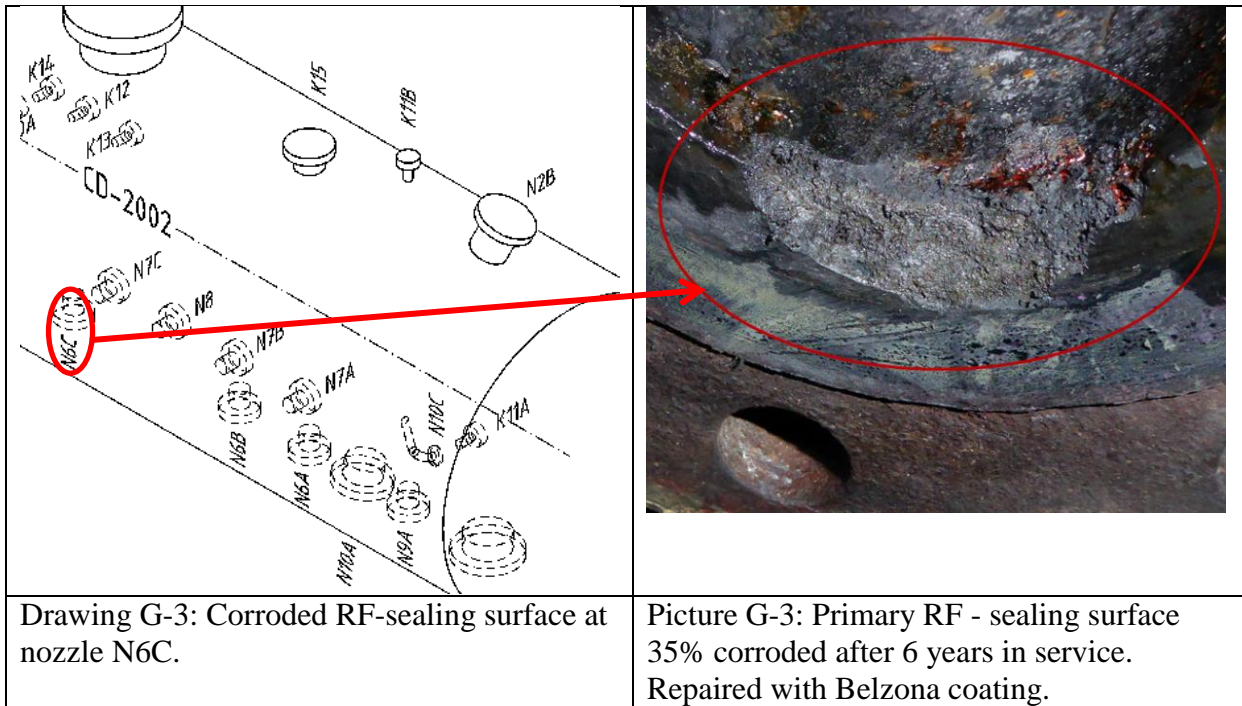 K14
K12
K13
K15
K11B
N2B
CD-2002
N7C
N8
N6C
N7B
N7A
N6B
N6A
N10C
K11A
N10A
N9A
Drawing G-3: Corroded RF-sealing surface at
nozzle N6C.
Picture G-3: Primary RF - sealing surface
35% corroded after 6 years in service.
Repaired with Belzona coating.